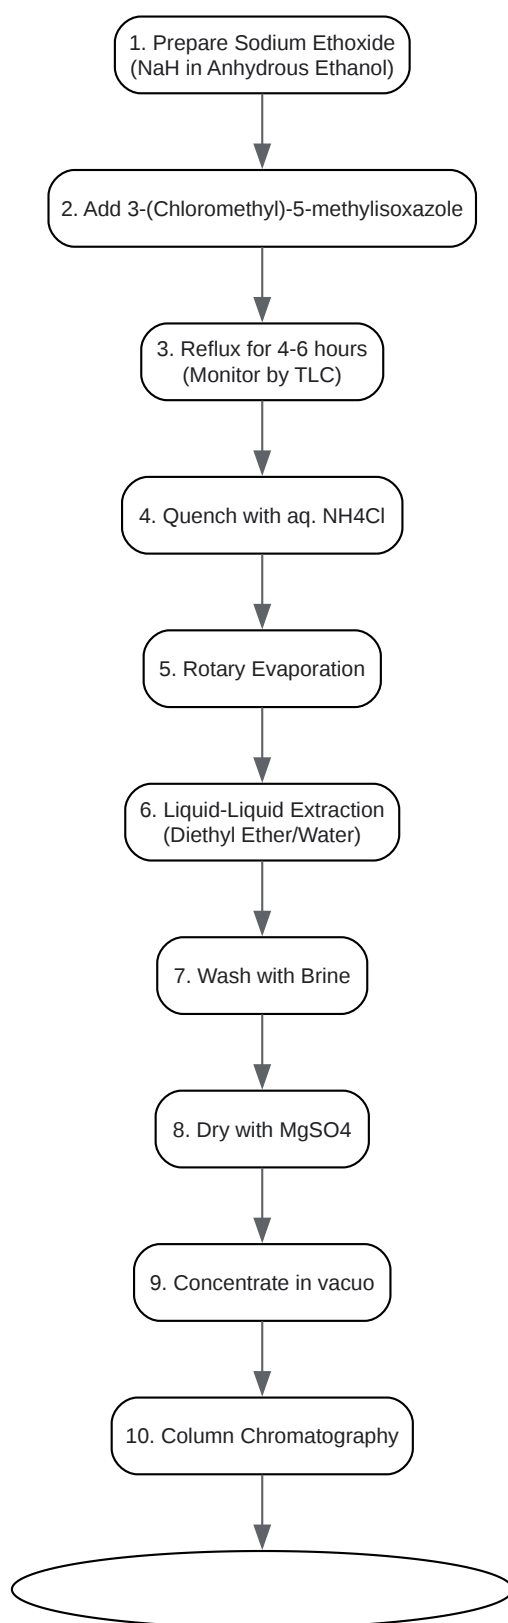 1. Prepare Sodium Ethoxide
(NaH in Anhydrous Ethanol)
2. Add 3-(Chloromethyl)-5-methylisoxazole
3. Reflux for 4-6 hours
(Monitor by TLC)
4. Quench with aq. NH4Cl
5. Rotary Evaporation
6. Liquid-Liquid Extraction
(Diethyl Ether/Water)
7. Wash with Brine
8. Dry with MgSO4
9. Concentrate in vacuo
10. Column Chromatography